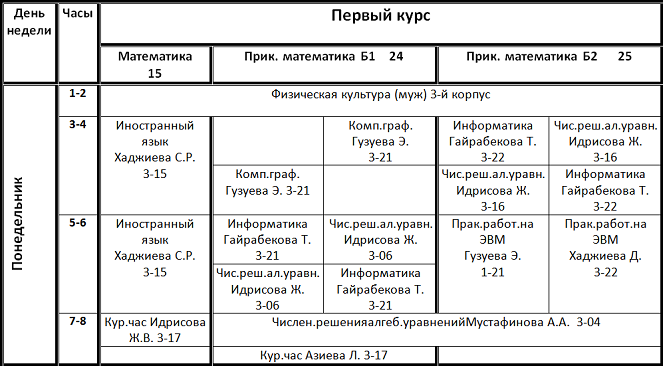 День недели
Часы
Первый курс
Математика 15
Прик. математика Б1 24
Прик. математика Б2 25
Понедельник
1-2
Физическая культура (муж) 3-й корпус
3-4
Иностранный
язык
Хаджиева С.Р.
3-15
Комп.граф.
Гузуева Э.
3-21
Информатика
Гайрабекова Т.
3-22
Чис.реш.ал.уравн.
Идрисова Ж.
3-16
Комп.граф.
Гузуева Э. 3-21
Чис.реш.ал.уравн.
Идрисова Ж.
3-16
Информатика
Гайрабекова Т.
3-22
5-6
Иностранный
язык
Хаджиева С.Р.
3-15
Информатика
Гайрабекова Т.
3-21
Чис.реш.ал.уравн.
Идрисова Ж.
3-06
Прак.работ.на
ЭВМ
Гузуева Э.
1-21
Прак.работ.на
ЭВМ
Хаджиева Д.
3-22
Чис.реш.ал.уравн.
Идрисова Ж.
3-06
Информатика
Гайрабекова Т.
3-21
7-8
Кур.час Идрисова
Ж.В. 3-17
Числен.решенияалгеб.уравненийМустафинова А.А. 3-04
Кур.час Азиева Л. 3-17